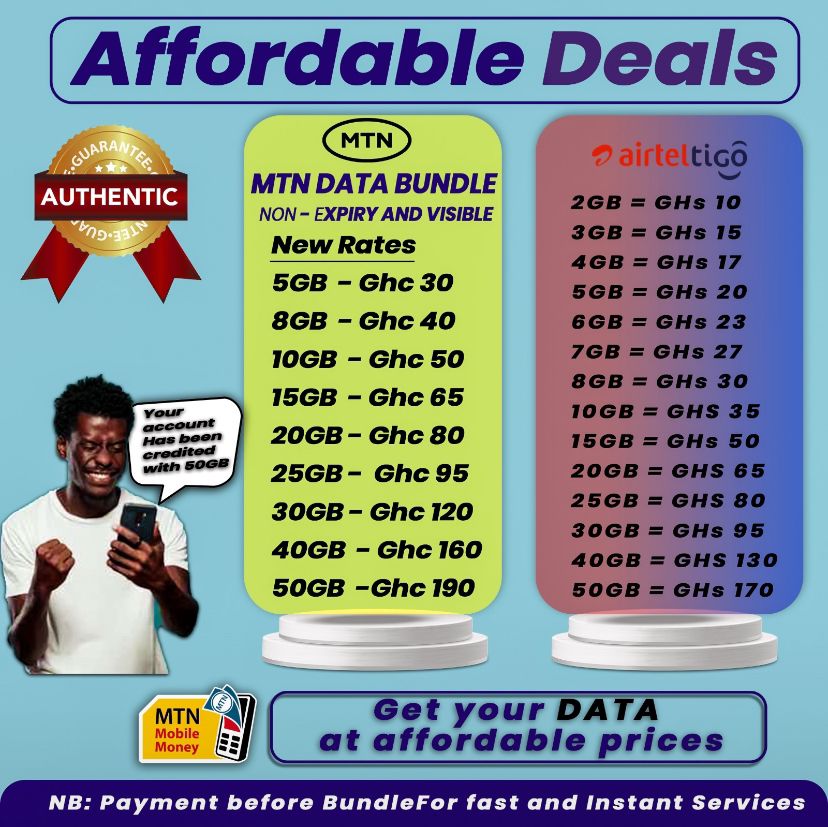 Affordable Deals
GUARANTEE
AUTHENTIC
GUARANTEE
MTN
MTN DATA BUNDLE
NON - EXPIRY AND VISIBLE
New Rates
5GB - Ghc 30
8GB - Ghc 40
10GB - Ghc 50
15GB - Ghc 65
20GB - Ghc 80
25GB - Ghc 95
30GB - Ghc 120
40GB - Ghc 160
50GB -Ghc 190
airteltigo
2GB = GHs 10
3GB = GHs 15
4GB = GHs 17
5GB = GHs 20
6GB = GHs 23
7GB = GHs 27
8GB = GHs 30
10GB = GHS 35
15GB = GHs 50
20GB = GHS 65
25GB = GHS 80
30GB = GHs 95
40GB = GHS 130
50GB = GHs 170
Your
account
Has been
credited
with 50GB
MTN
MTN
Mobile
Money
Get your DATA
at affordable prices
NB: Payment before BundleFor fast and Instant Services